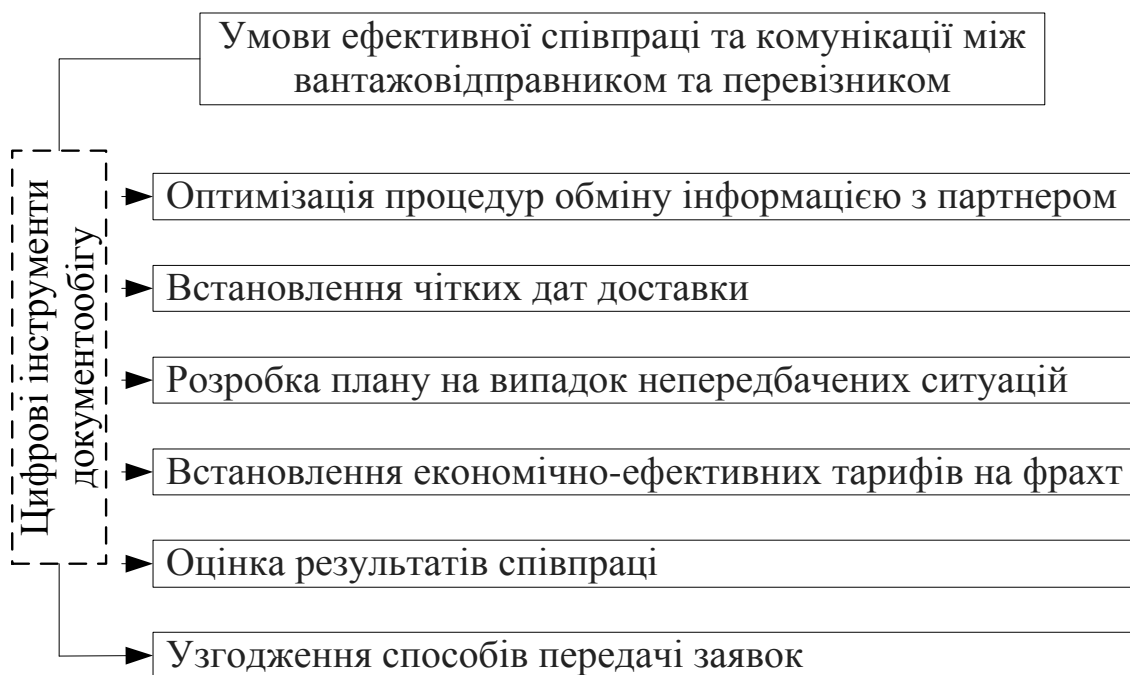 Умови ефективної співпраці та комунікації між
вантажовідправником та перевізником
Цифрові інструменти
документообігу
Оптимізація процедур обміну інформацією з партнером
Встановлення чітких дат доставки
Розробка плану на випадок непередбачених ситуацій
Встановлення економічно-ефективних тарифів на фрахт
Оцінка результатів співпраці
Узгодження способів передачі заявок